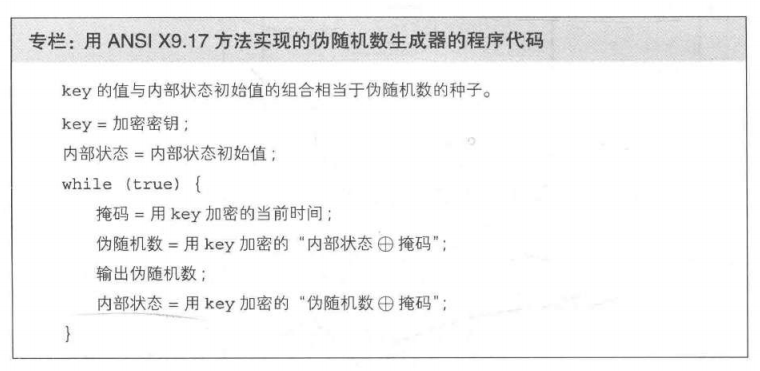 专栏：用 ANSI X9.17 方法实现的伪随机数生成器的程序代码
key 的值与内部状态初始值的组合相当于伪随机数的种子。
key = 加密密钥；
内部状态 = 内部状态初始值；
while (true) {
掩码 = 用 key 加密的当前时间；
伪随机数 = 用 key 加密的 "内部状态 ⊕ 掩码"；
输出伪随机数；
内部状态 = 用 key 加密的 "伪随机数 ⊕ 掩码"；
}